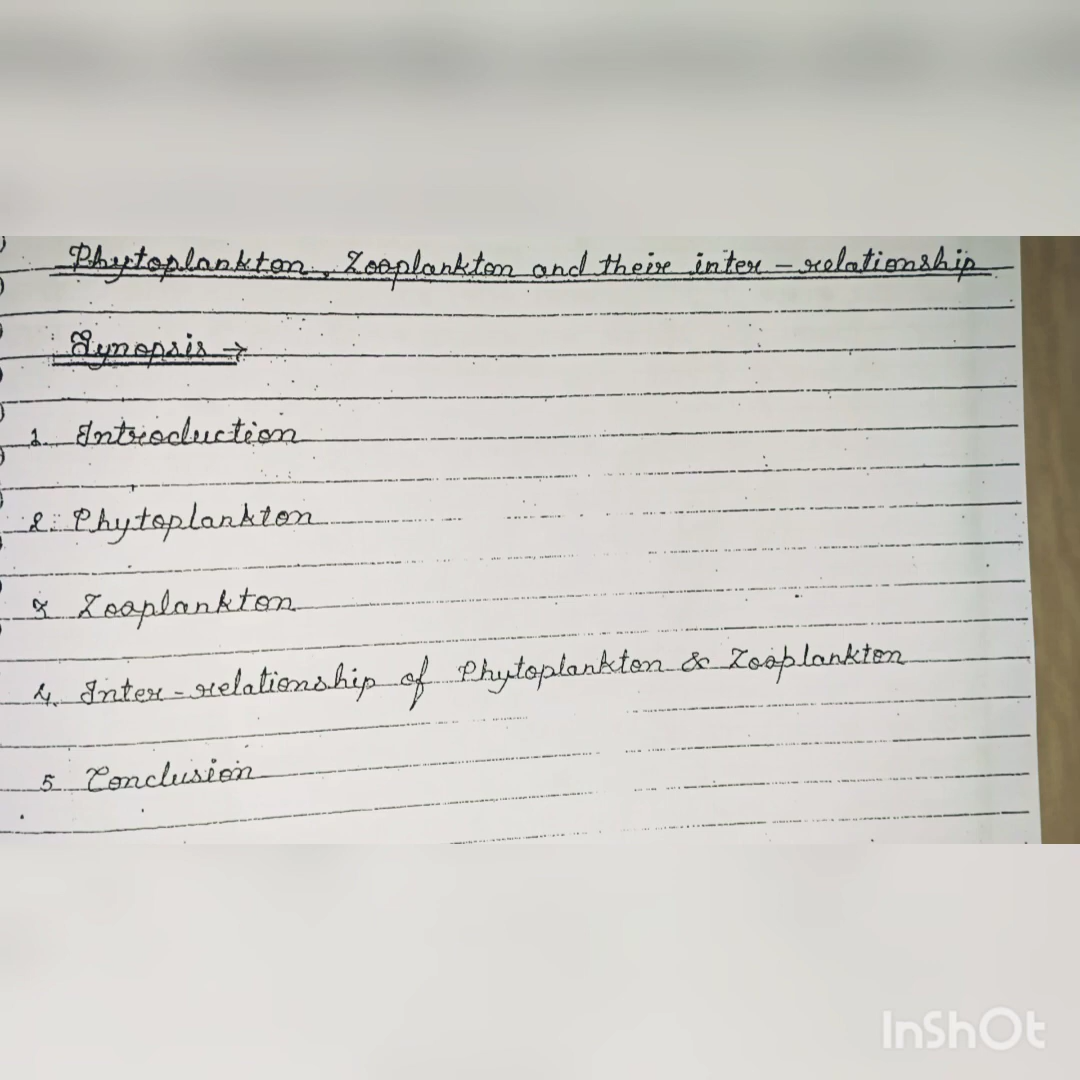 Phytoplankton, Zooplankton and their inter - relationship
Synopsis →
1. Introduction
2. Phytoplankton
3. Zooplankton
4. Inter - relationship of Phytoplankton & Zooplankton
5 Conclusion
InShOt